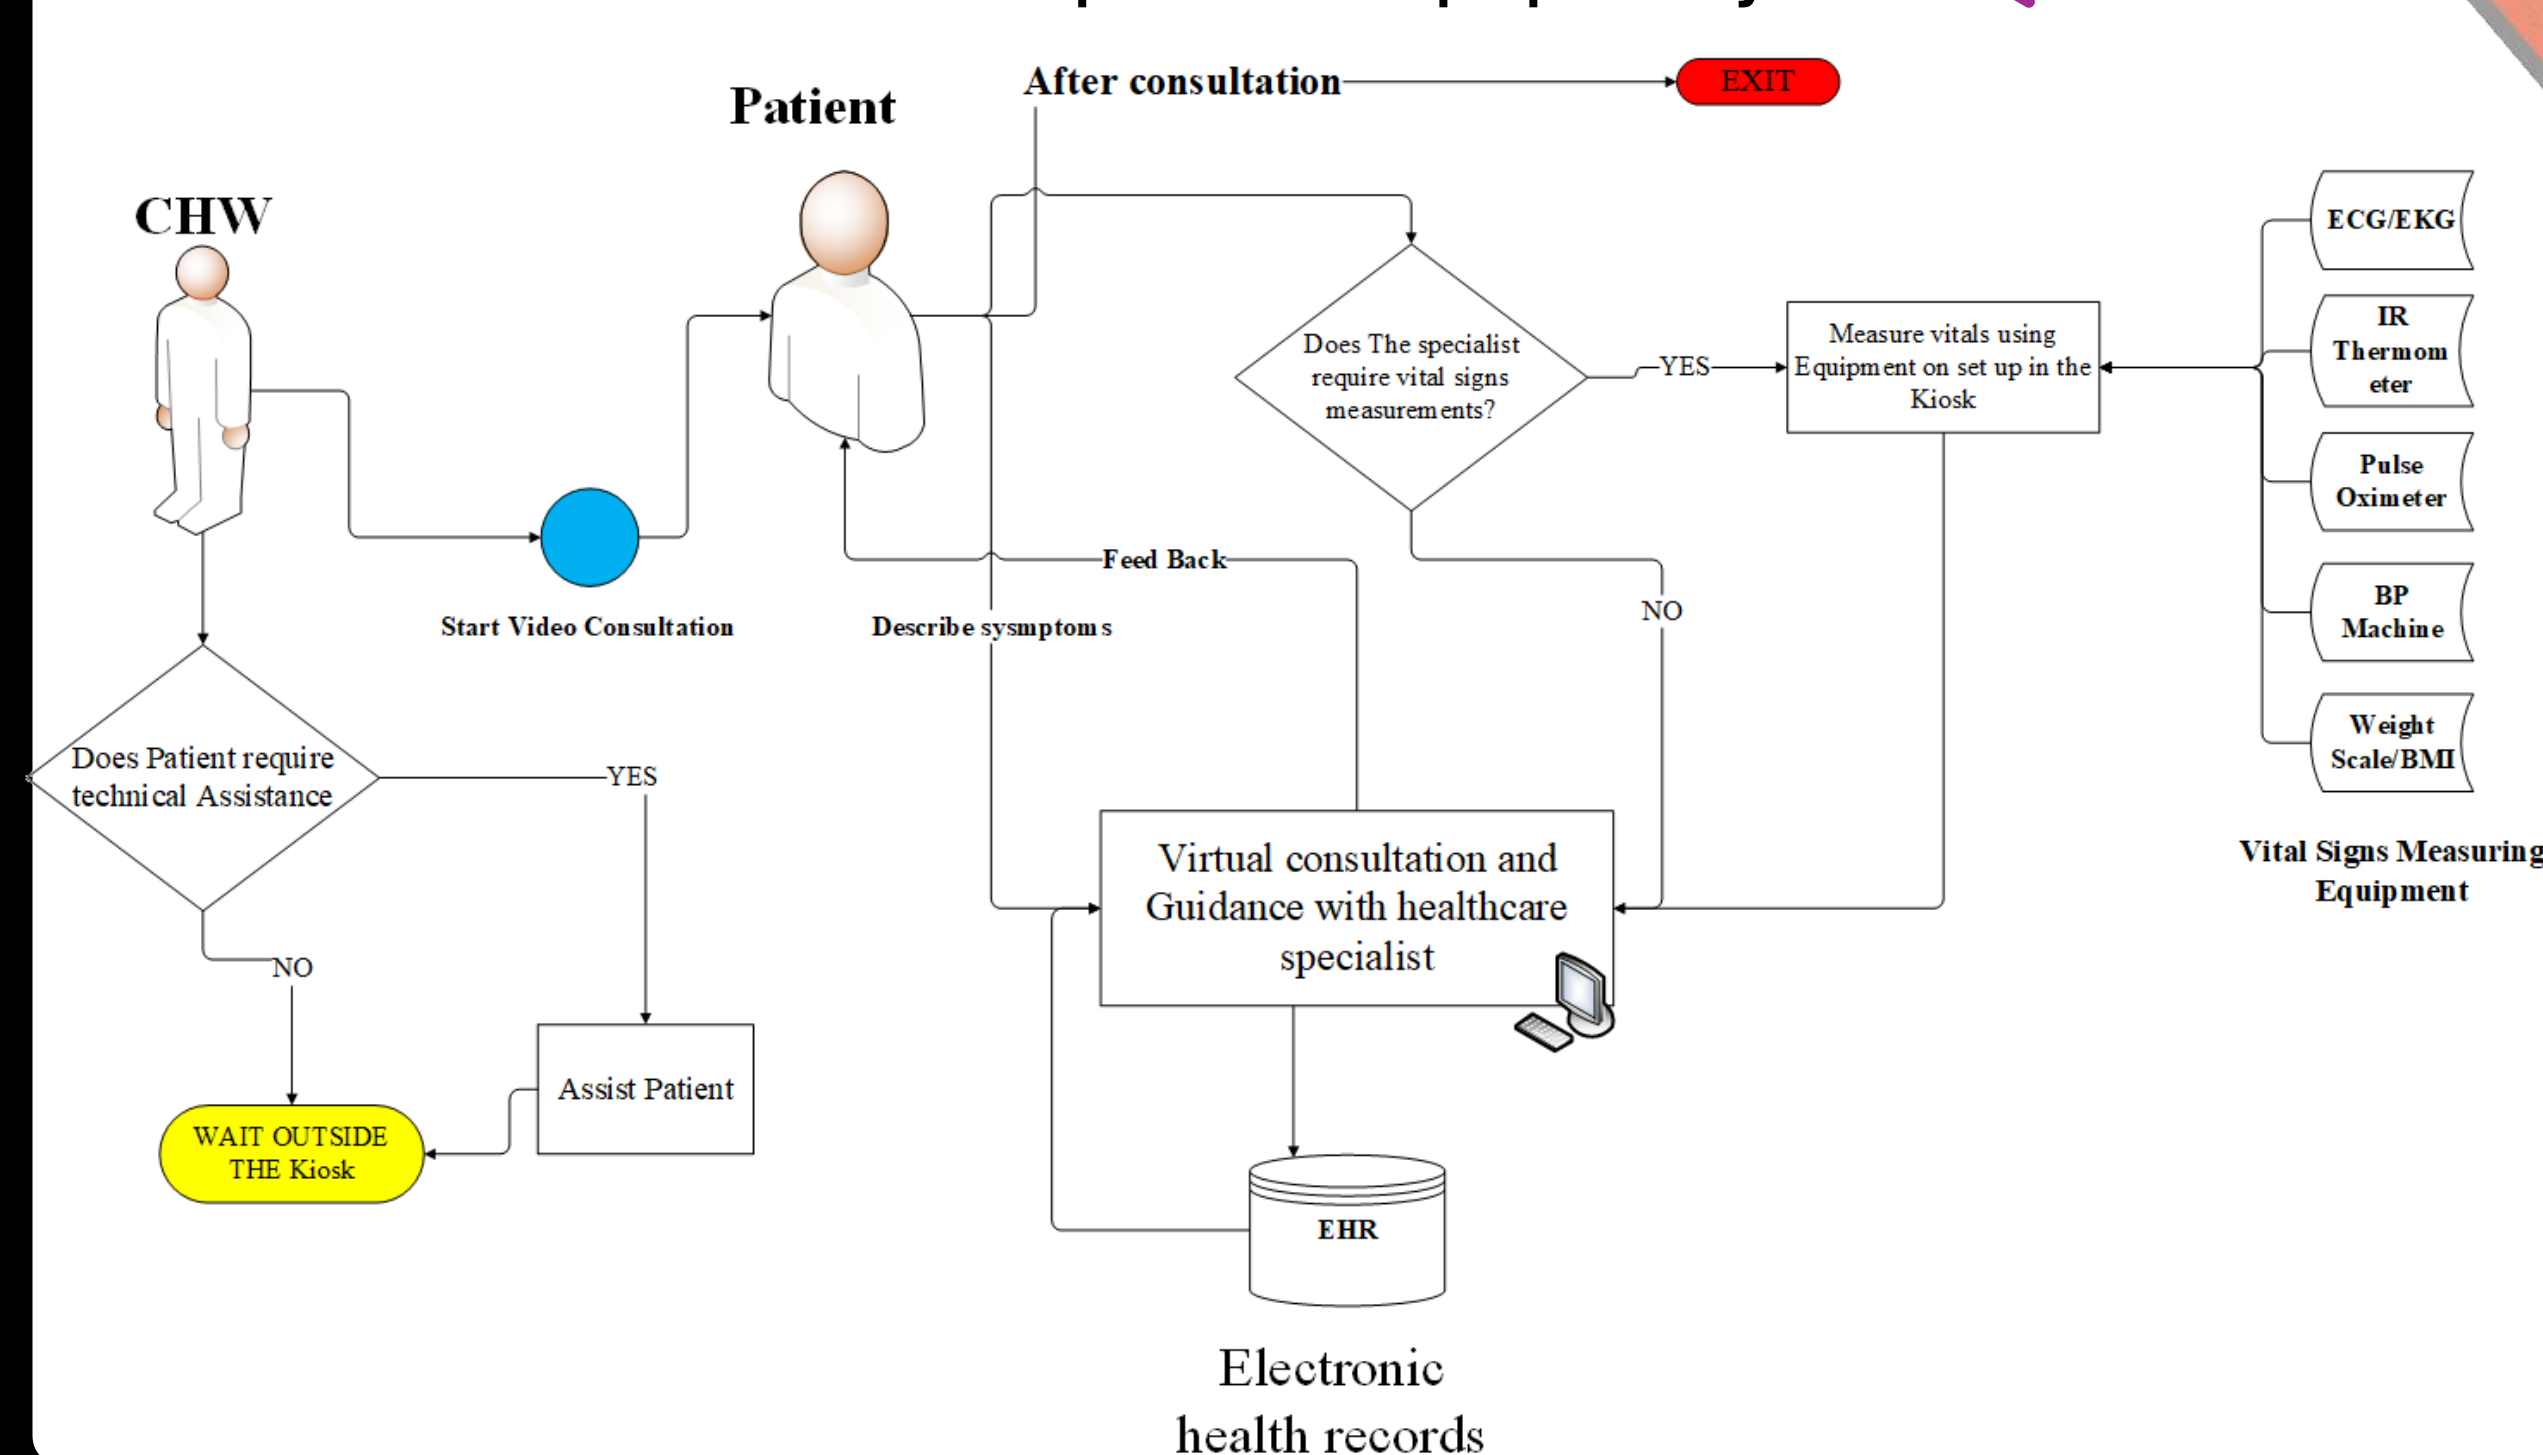 After consultation
EXIT
Patient
CHW
ECG/EKG
IR
Thermom
eter
Does The specialist
require vital signs
measurements?
YES
Measure vitals using
Equipment on set up in the
Kiosk
Pulse
Oximeter
Feed Back
NO
BP
Machine
Start Video Consultation
Describe sysmptoms
Weight
Scale/BMI
Does Patient require
technical Assistance
YES
Vital Signs Measuring
Equipment
Virtual consultation and
Guidance with healthcare
specialist
NO
Assist Patient
WAIT OUTSIDE
THE Kiosk
EHR
Electronic
health records